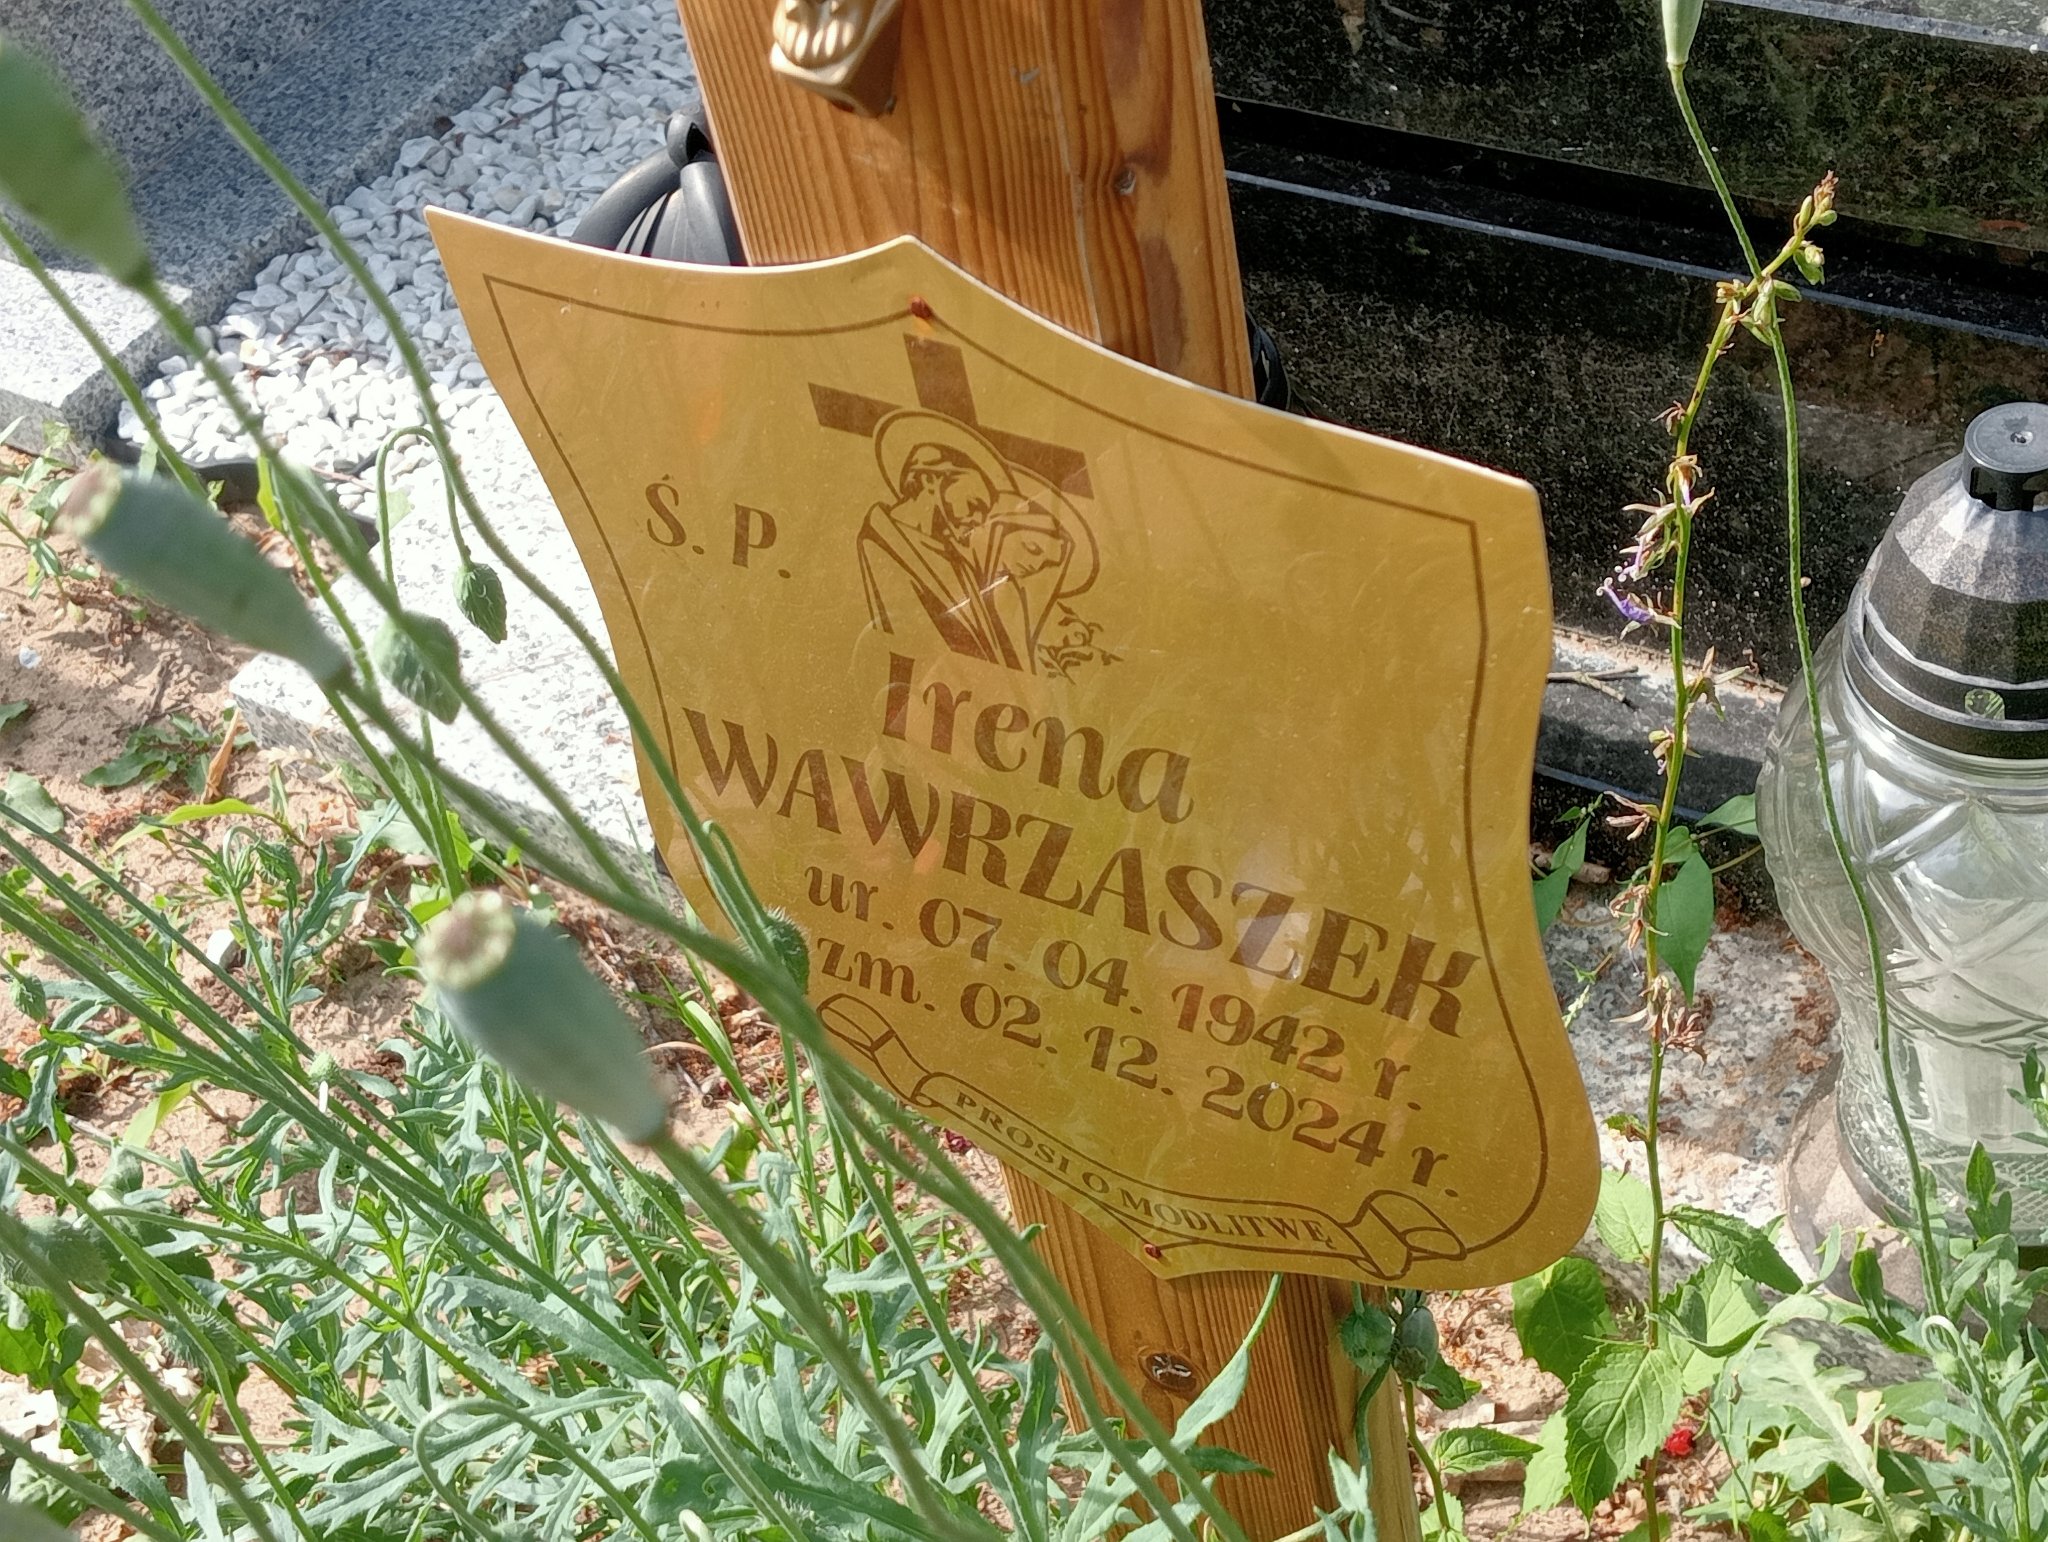 Ś. P.
Irena
WAWRZASZEK
ur. 07. 04. 1942 r.
zm. 02. 12. 2024 r.
PROSI O MODLITWĘ